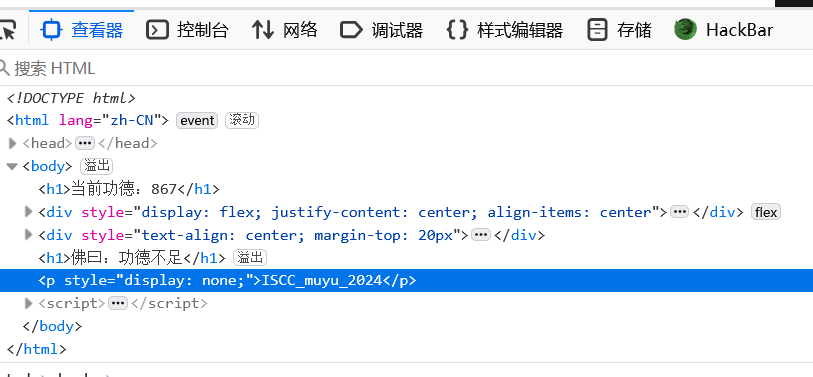 查看器 控制台 网络 调试器 样式编辑器 存储 HackBar
搜索 HTML
<!DOCTYPE html>
<html lang="zh-CN"> event 滚动
<head> ••• </head>
<body> 溢出
<h1>当前功德：867</h1>
<div style="display: flex; justify-content: center; align-items: center"> ••• </div> flex
<div style="text-align: center; margin-top: 20px"> ••• </div>
<h1>佛曰：功德不足</h1> 溢出
<p style="display: none;">ISCC_muyu_2024</p>
<script> ••• </script>
</body>
</html>